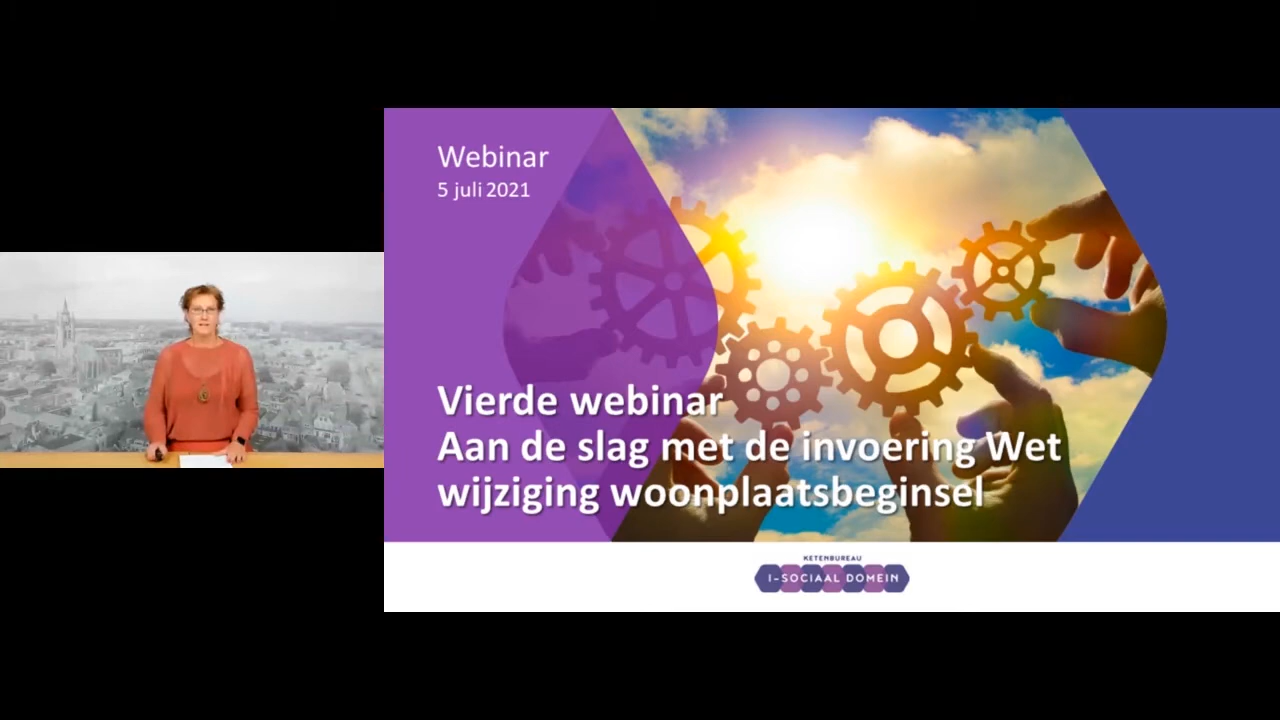 Webinar
5 juli 2021
Vierde webinar
Aan de slag met de invoering Wet
wijziging woonplaatsbeginsel
KETENBUREAU
I-SOCIAAL DOMEIN